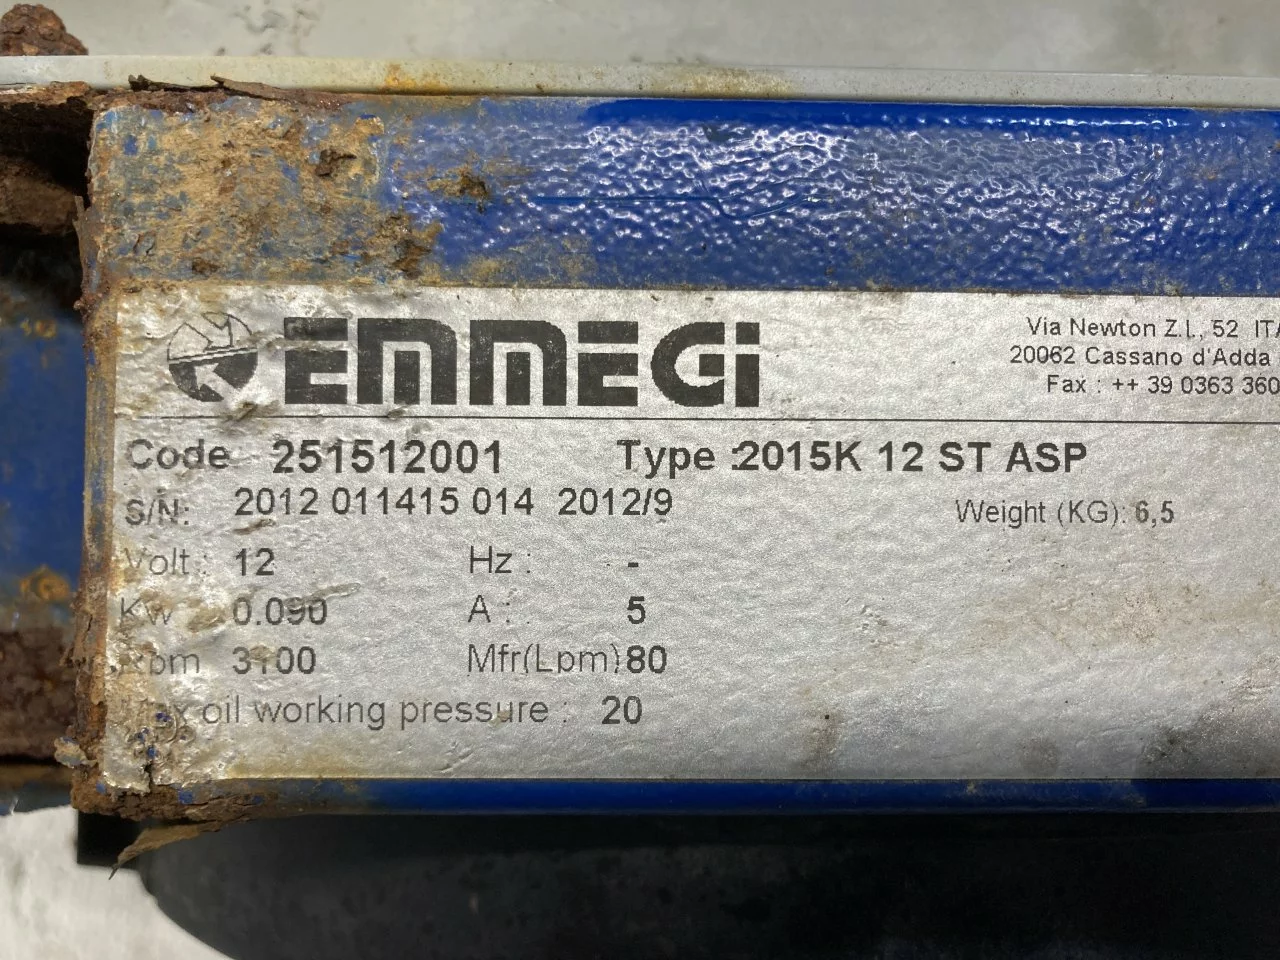 EMMEGI
Via Newton Z.I., 52 ITA
20062 Cassano d'Adda
Fax : ++ 39 0363 360
Code 251512001 Type :2015K 12 ST ASP
S/N: 2012 011415 014 2012/9 Weight (KG): 6,5
Volt : 12 Hz : -
Kw 0.090 A : 5
Rpm 3100 Mfr(Lpm) 80
oil working pressure : 20